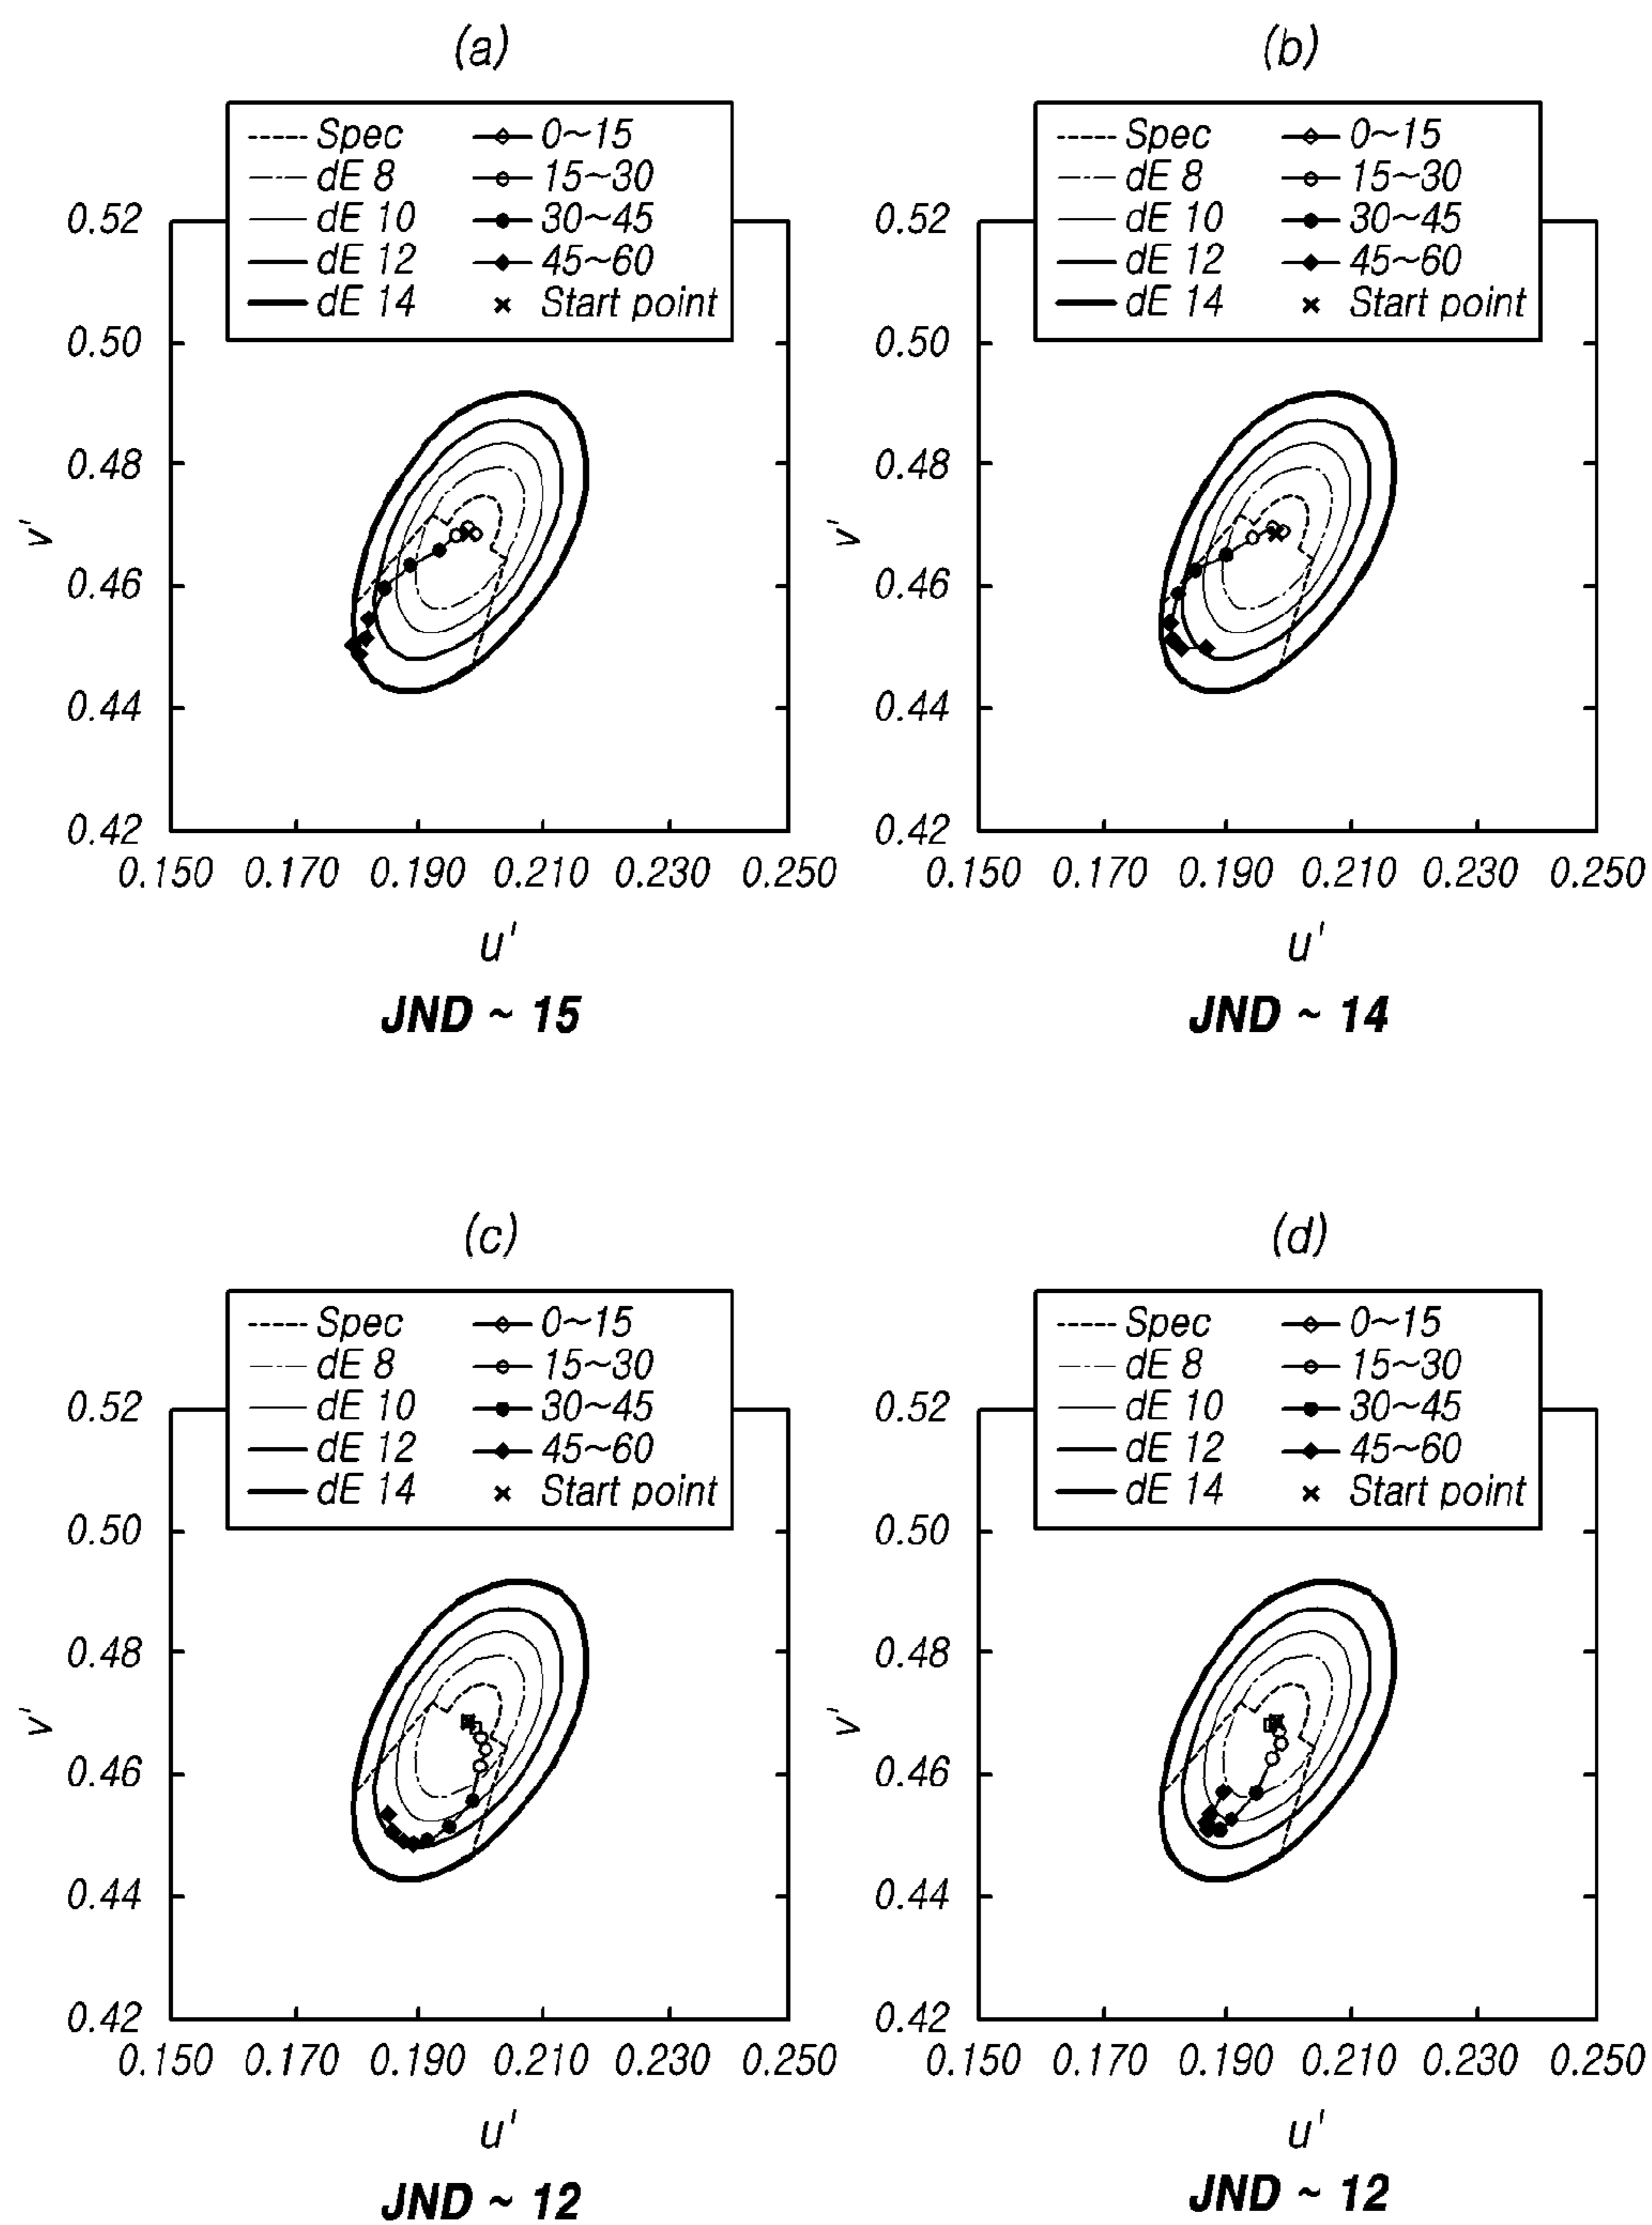 (a)
Spec 0~15
dE 8 15~30
dE 10 30~45
dE 12 45~60
dE 14 Start point
0.52
0.50
0.48
v'
0.46
0.44
0.42
0.150 0.170 0.190 0.210 0.230 0.250
u'
JND ~ 15
(b)
Spec 0~15
dE 8 15~30
dE 10 30~45
dE 12 45~60
dE 14 Start point
0.52
0.50
0.48
v'
0.46
0.44
0.42
0.150 0.170 0.190 0.210 0.230 0.250
u'
JND ~ 14
(c)
Spec 0~15
dE 8 15~30
dE 10 30~45
dE 12 45~60
dE 14 Start point
0.52
0.50
0.48
v'
0.46
0.44
0.42
0.150 0.170 0.190 0.210 0.230 0.250
u'
JND ~ 12
(d)
Spec 0~15
dE 8 15~30
dE 10 30~45
dE 12 45~60
dE 14 Start point
0.52
0.50
0.48
v'
0.46
0.44
0.42
0.150 0.170 0.190 0.210 0.230 0.250
u'
JND ~ 12